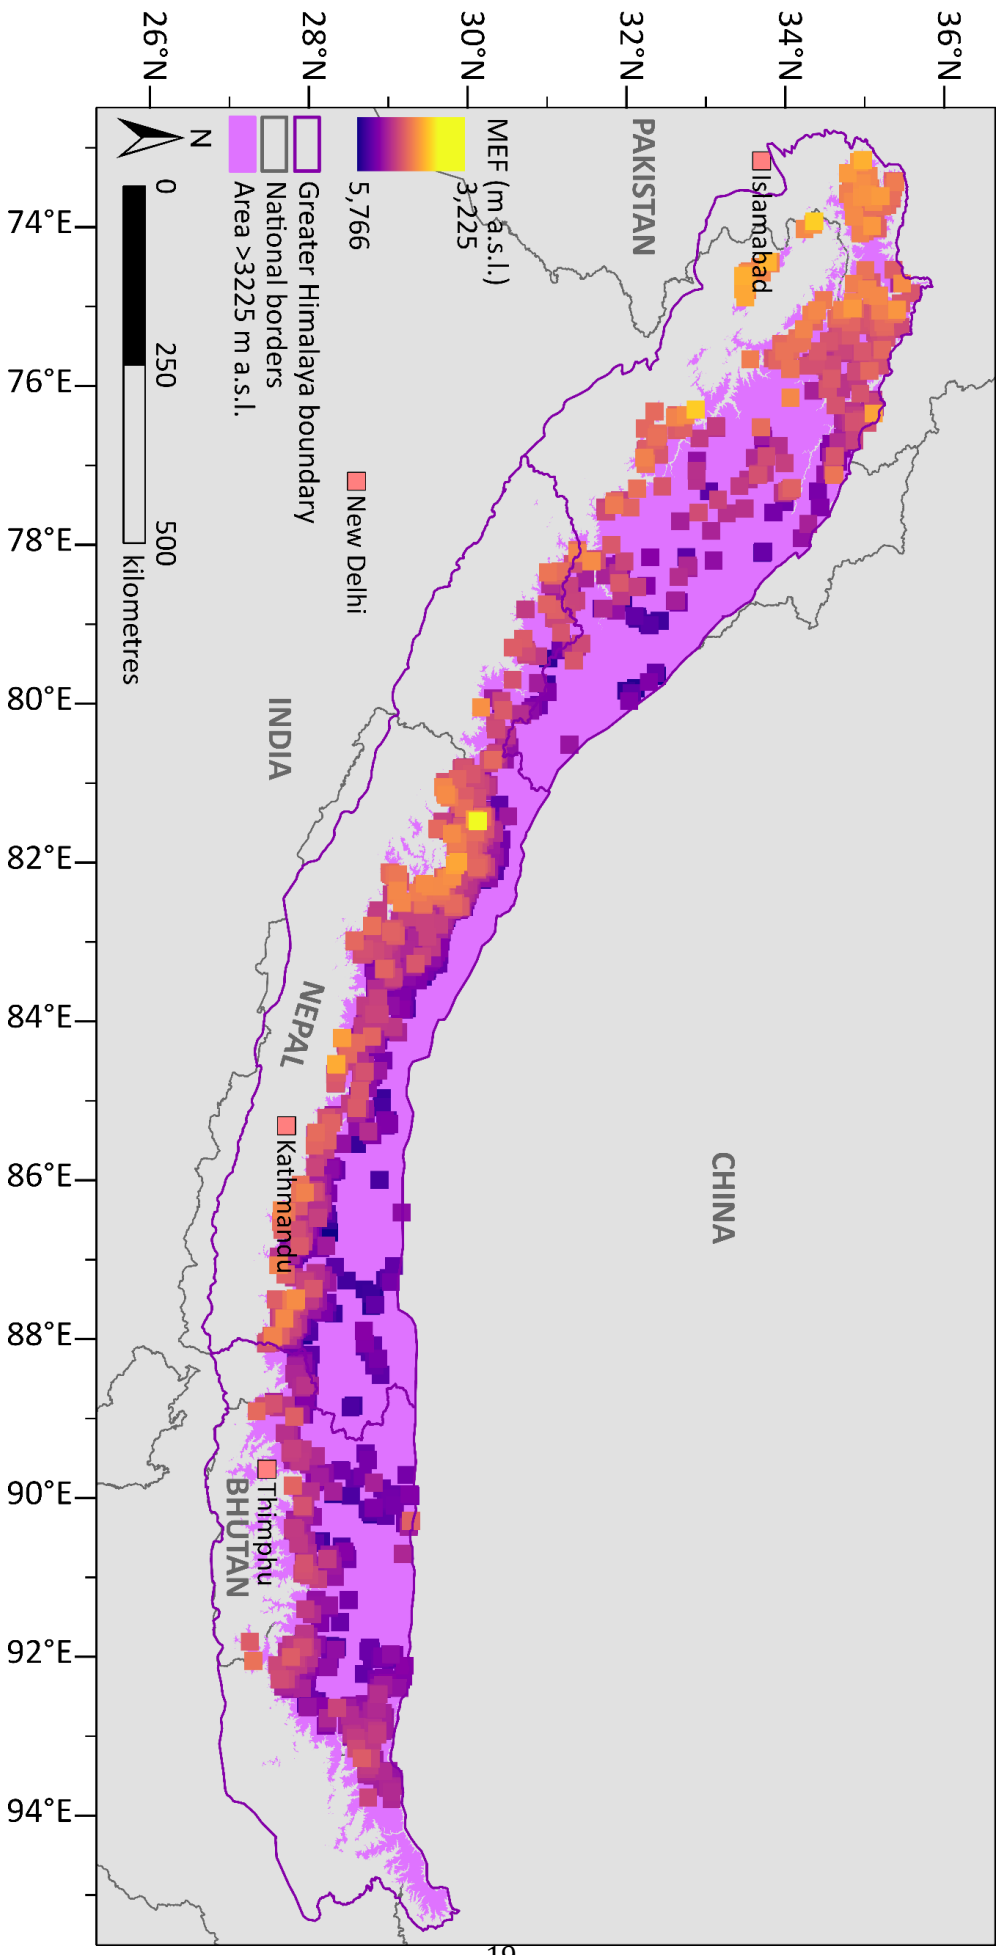 36°N
34°N
32°N
30°N
28°N
26°N
PAKISTAN
Islamabad
New Delhi
CHINA
INDIA
NEPAL
Kathmandu
BHUTAN
Thimphu
MEF (m a.s.l.)
3,225
5,766
Greater Himalaya boundary
National borders
Area >3225 m a.s.l.
N
0
250
500
kilometres
74°E
76°E
78°E
80°E
82°E
84°E
86°E
88°E
90°E
92°E
94°E